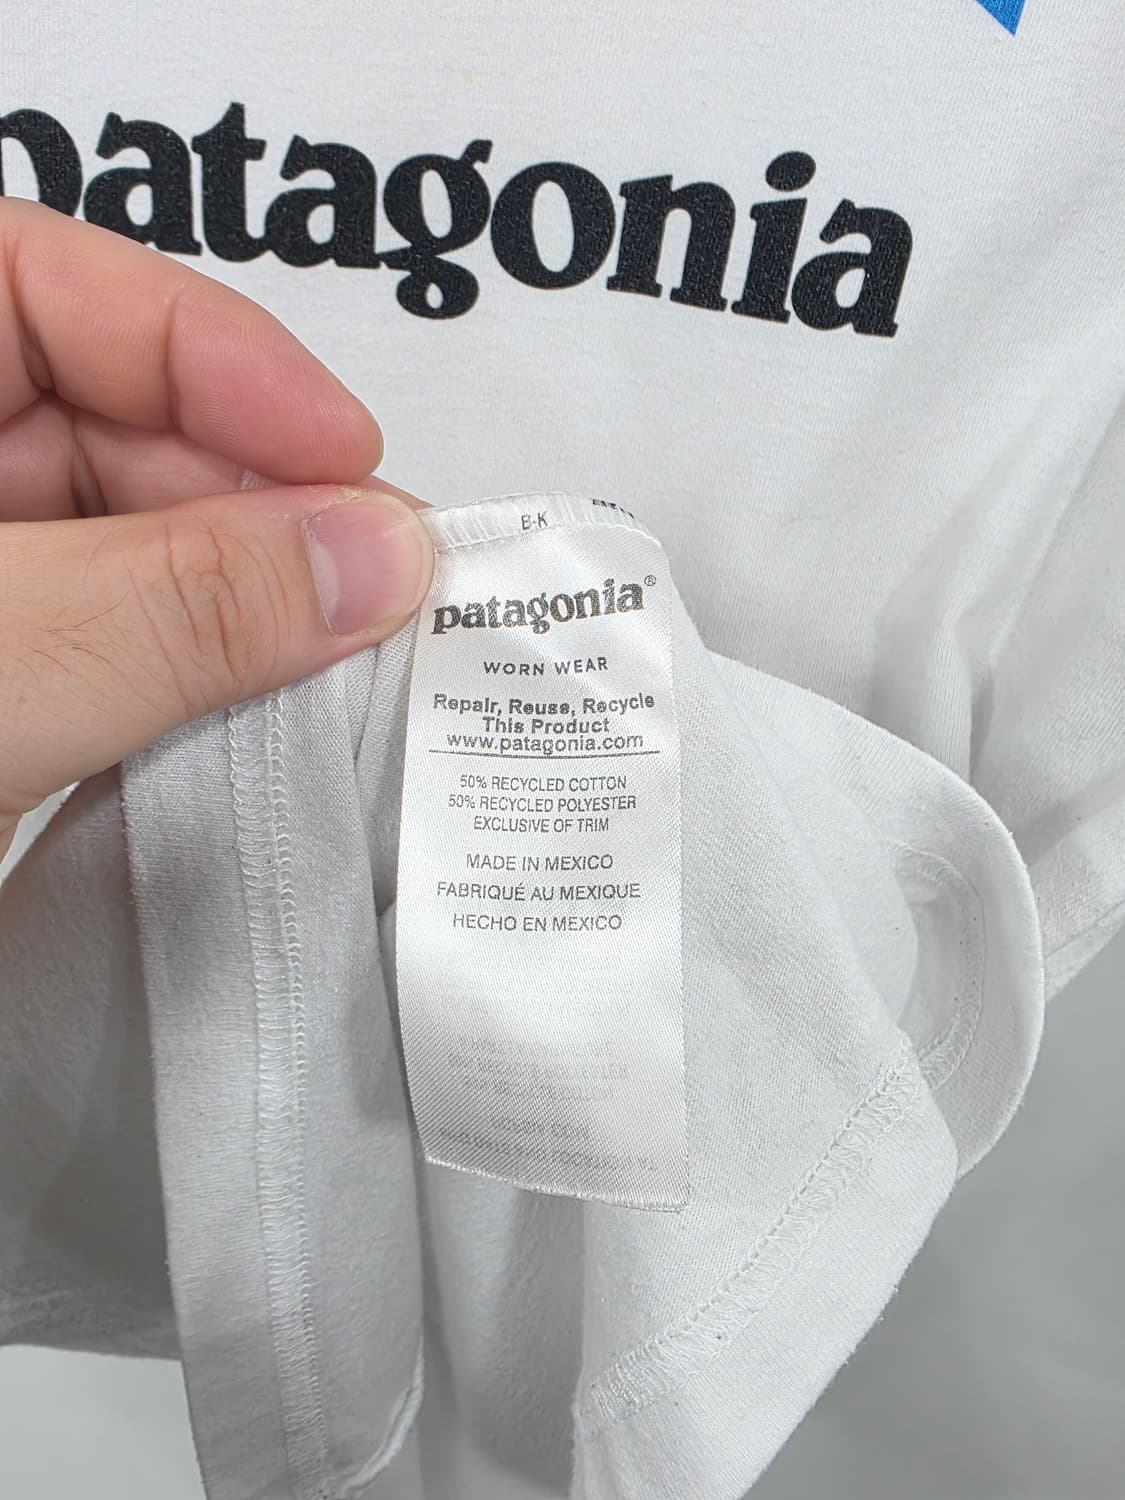 patagonia
B-K
patagonia®
WORN WEAR
Repair, Reuse, Recycle
This Product
www.patagonia.com
50% RECYCLED COTTON
50% RECYCLED POLYESTER
EXCLUSIVE OF TRIM
MADE IN MEXICO
FABRIQUÉ AU MEXIQUE
HECHO EN MEXICO